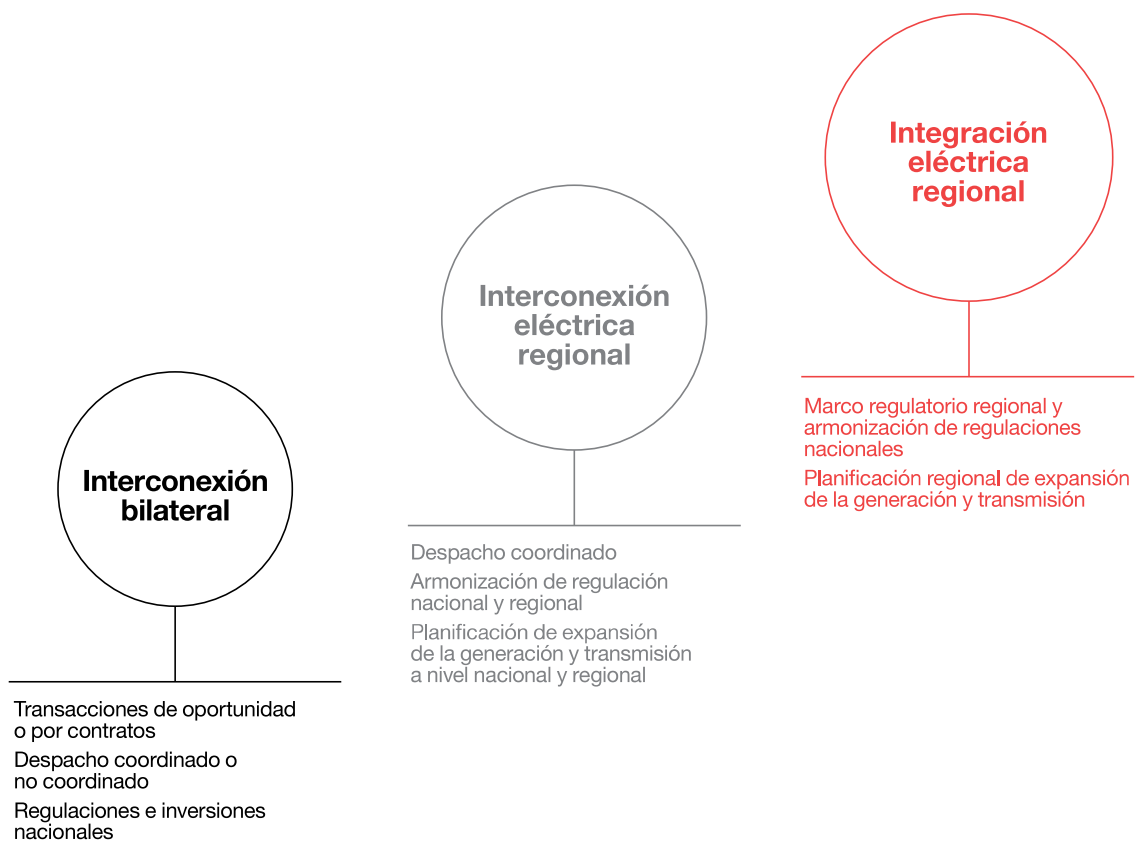 Interconexión
bilateral
Transacciones de oportunidad
o por contratos
Despacho coordinado o
no coordinado
Regulaciones e inversiones
nacionales
Interconexión
eléctrica
regional
Despacho coordinado
Armonización de regulación
nacional y regional
Planificación de expansión
de la generación y transmisión
a nivel nacional y regional
Integración
eléctrica
regional
Marco regulatorio regional y
armonización de regulaciones
nacionales
Planificación regional de expansión
de la generación y transmisión